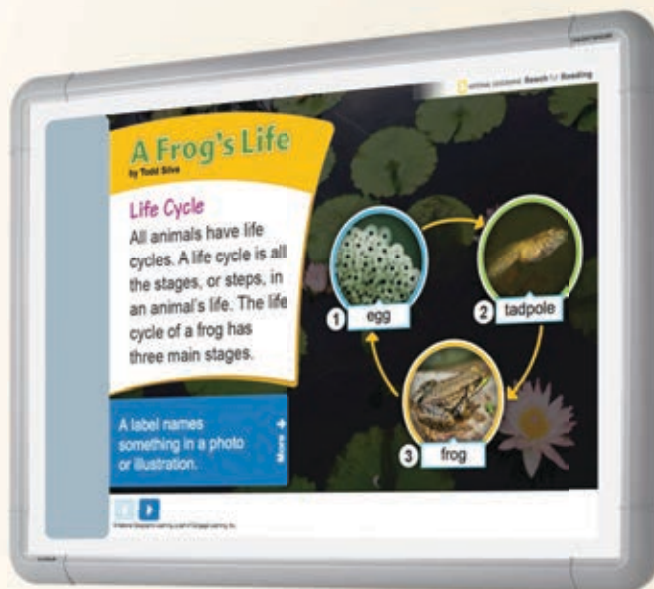 NATIONAL GEOGRAPHIC Reach for Reading
A Frog's Life
by Todd Silva
Life Cycle
All animals have life
cycles. A life cycle is all
the stages, or steps, in
an animal's life. The life
cycle of a frog has
three main stages.
1 egg
2 tadpole
3 frog
A label names
something in a photo
or illustration.
More +